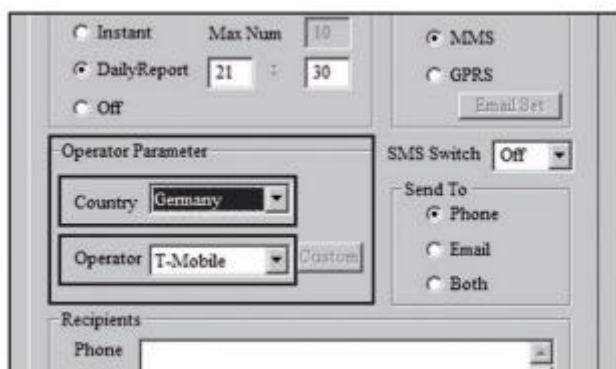 Instant Max Num 10
DailyReport 21 : 30
Off
MMS
GPRS
Email Set
Operator Parameter
Country Germany
Operator T-Mobile Custom
SMS Switch Off
Send To
Phone
Email
Both
Recipients
Phone